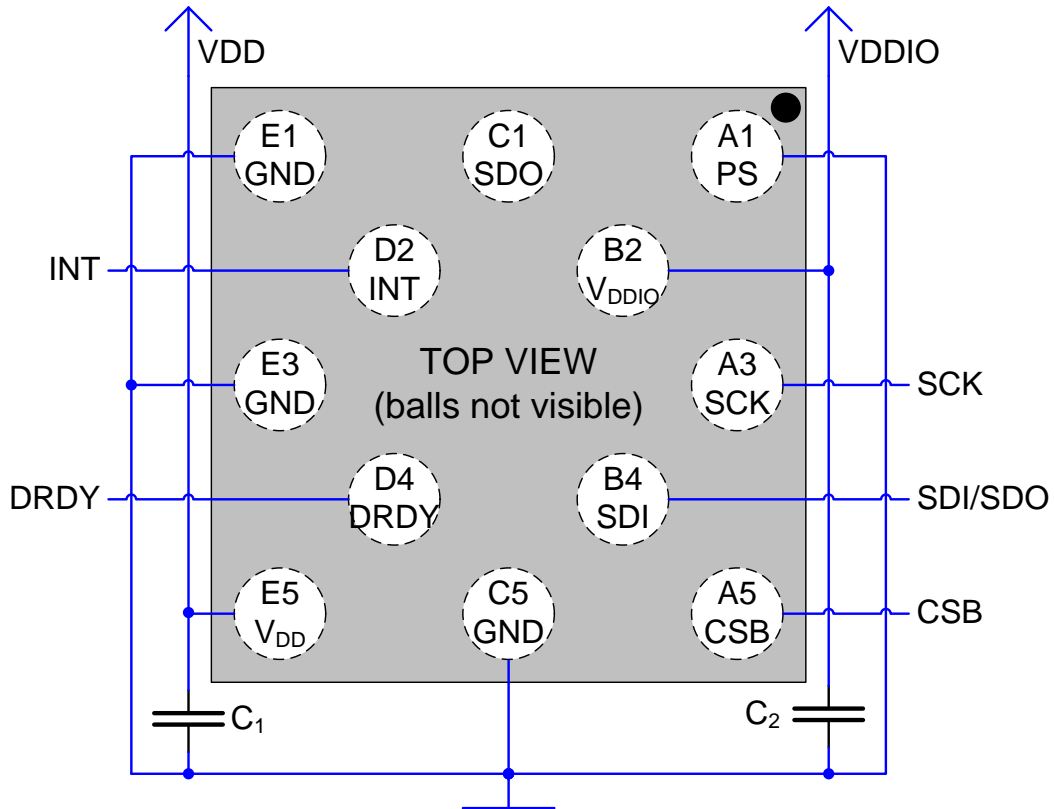 VDD
VDDIO
E1
GND
C1
SDO
A1
PS
INT
D2
INT
B2
VDDIO
E3
GND
TOP VIEW
(balls not visible)
A3
SCK
SCK
DRDY
D4
DRDY
B4
SDI
SDI/SDO
E5
VDD
C5
GND
A5
CSB
CSB
C1
C2